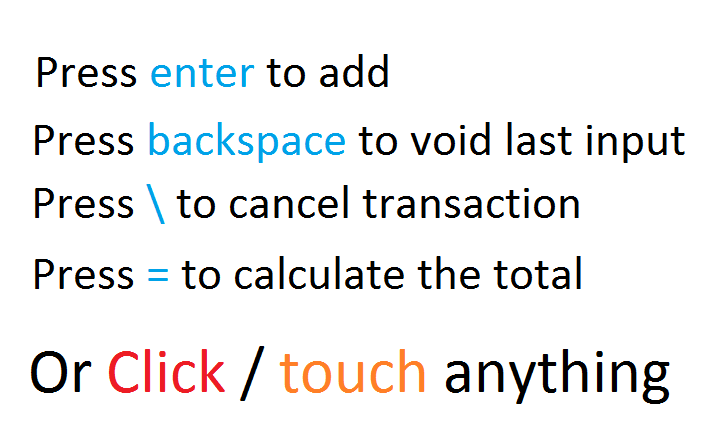 Press enter to add
Press backspace to void last input
Press \ to cancel transaction
Press = to calculate the total
Or Click / touch anything